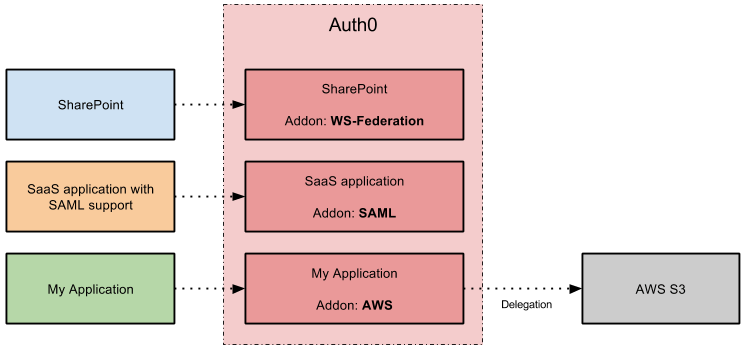 Auth0
SharePoint
SharePoint
Addon: WS-Federation
SaaS application with
SAML support
SaaS application
Addon: SAML
My Application
My Application
Addon: AWS
Delegation
AWS S3